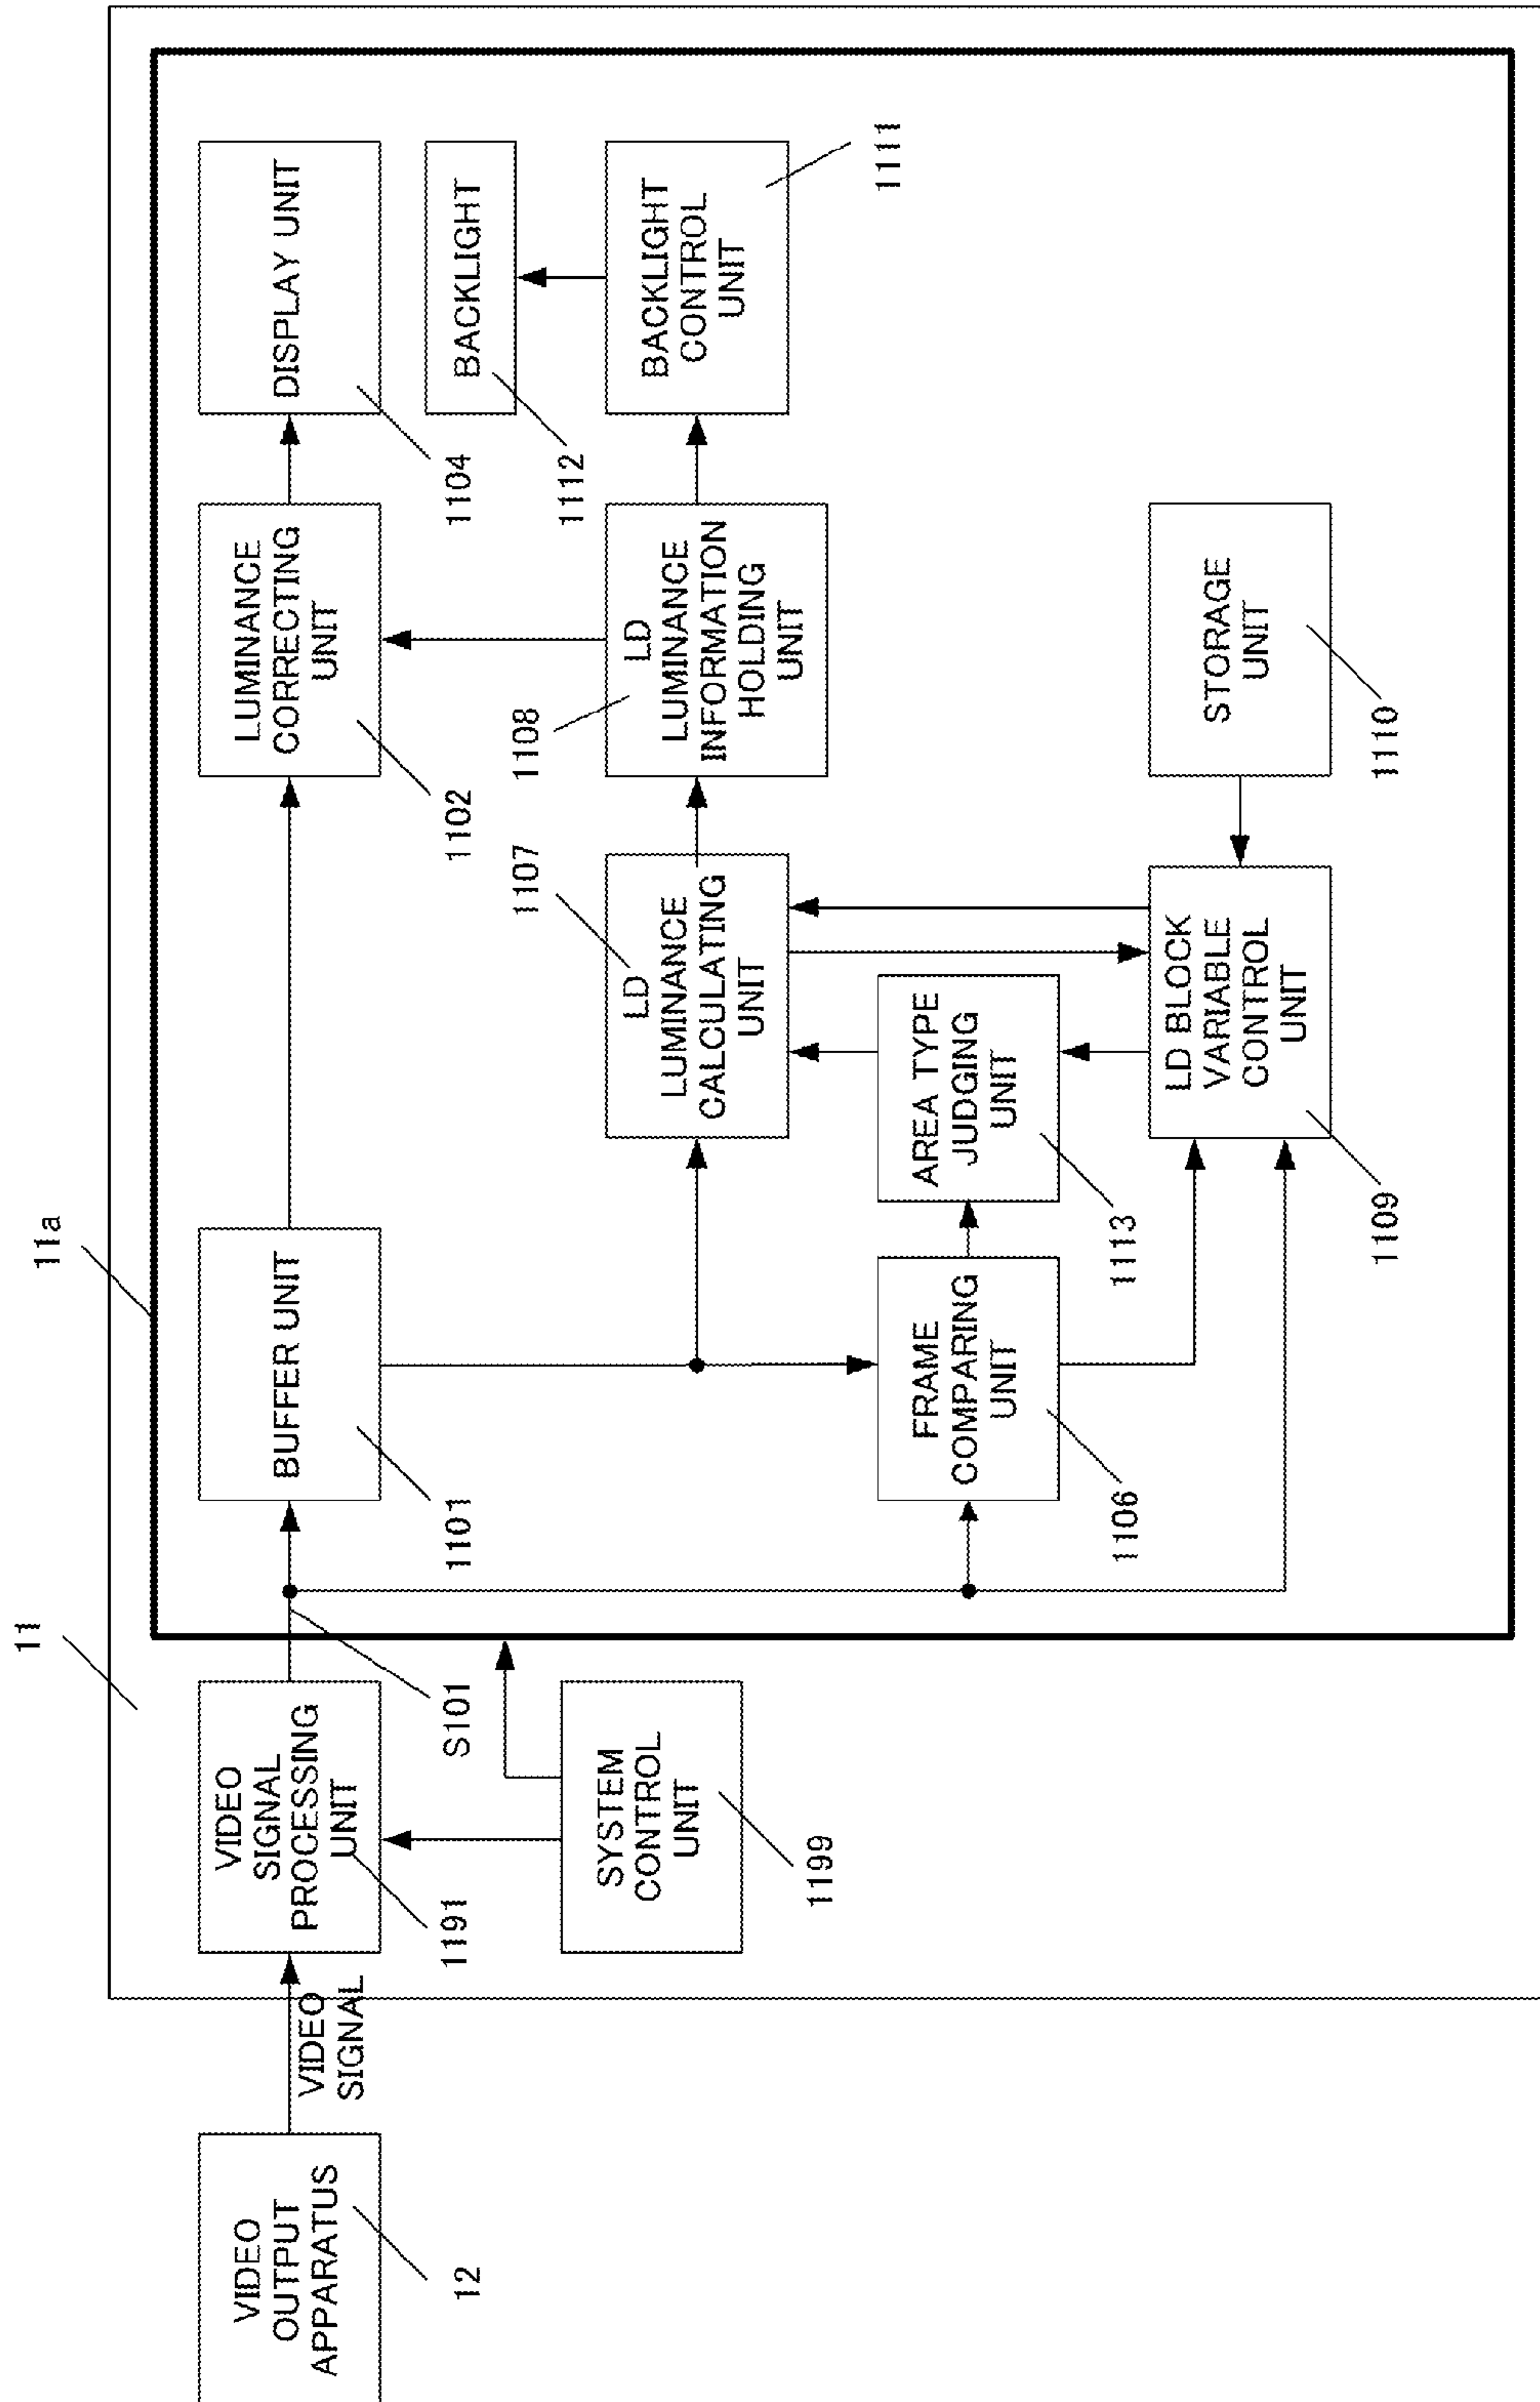 11
11a
VIDEO
OUTPUT
APPARATUS
12
VIDEO
SIGNAL
VIDEO
SIGNAL
PROCESSING
UNIT
1191
S101
SYSTEM
CONTROL
UNIT
1199
BUFFER UNIT
1101
LUMINANCE
CORRECTING
UNIT
1102
DISPLAY UNIT
1104
BACKLIGHT
1112
LD
LUMINANCE
CALCULATING
UNIT
1107
LD
LUMINANCE
INFORMATION
HOLDING
UNIT
1108
BACKLIGHT
CONTROL
UNIT
1111
FRAME
COMPARING
UNIT
1106
AREA TYPE
JUDGING
UNIT
1113
LD BLOCK
VARIABLE
CONTROL
UNIT
1109
STORAGE
UNIT
1110